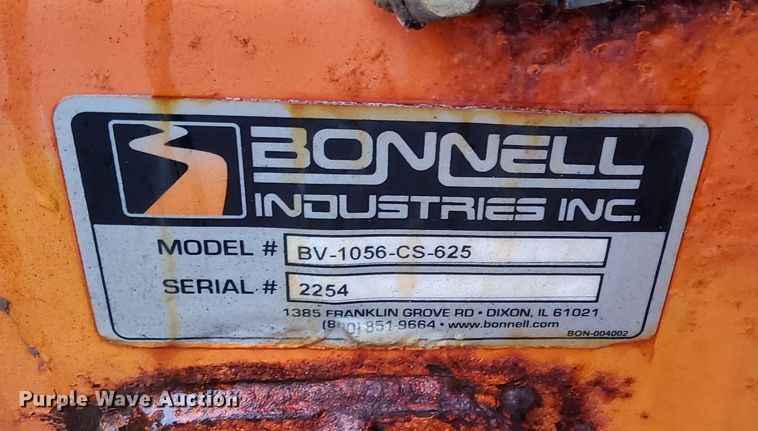 BONNELL
INDUSTRIES INC.
MODEL # BV-1056-CS-625
SERIAL # 2254
1385 FRANKLIN GROVE RD • DIXON, IL 61021
(800) 851-9664 • www.bonnell.com
BON-004002
Purple Wave Auction